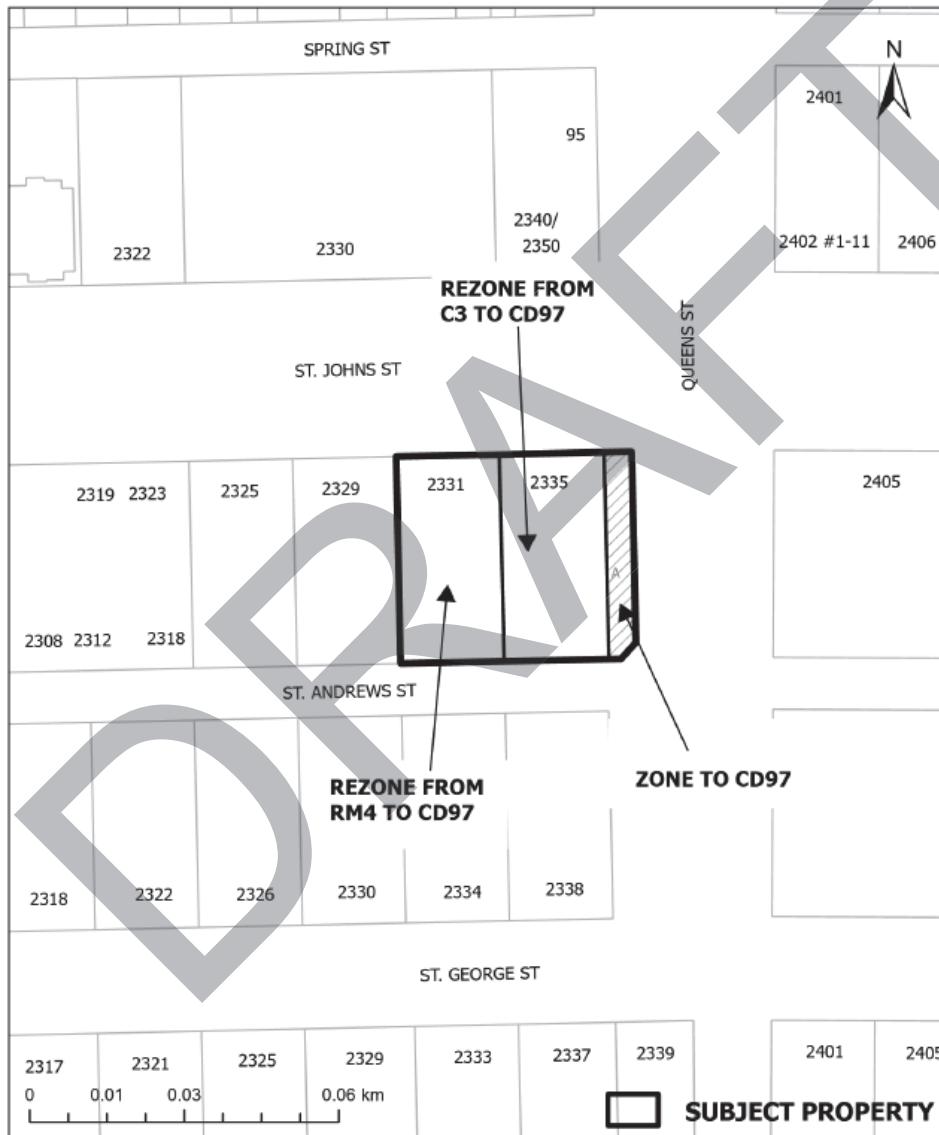 SPRING ST
N
2401
95
2340/
2350
2322
2330
2402 #1-11
2406
REZONE FROM
C3 TO CD97
QUEENS ST
ST. JOHNS ST
2319 2323
2325
2329
2331
2335
2405
A
2308 2312 2318
ST. ANDREWS ST
REZONE FROM
RM4 TO CD97
ZONE TO CD97
2318
2322
2326
2330
2334
2338
ST. GEORGE ST
2317
2321
2325
2329
2333
2337
2339
2401
2405
0 0.01 0.03 0.06 km
SUBJECT PROPERTY
DRAFT